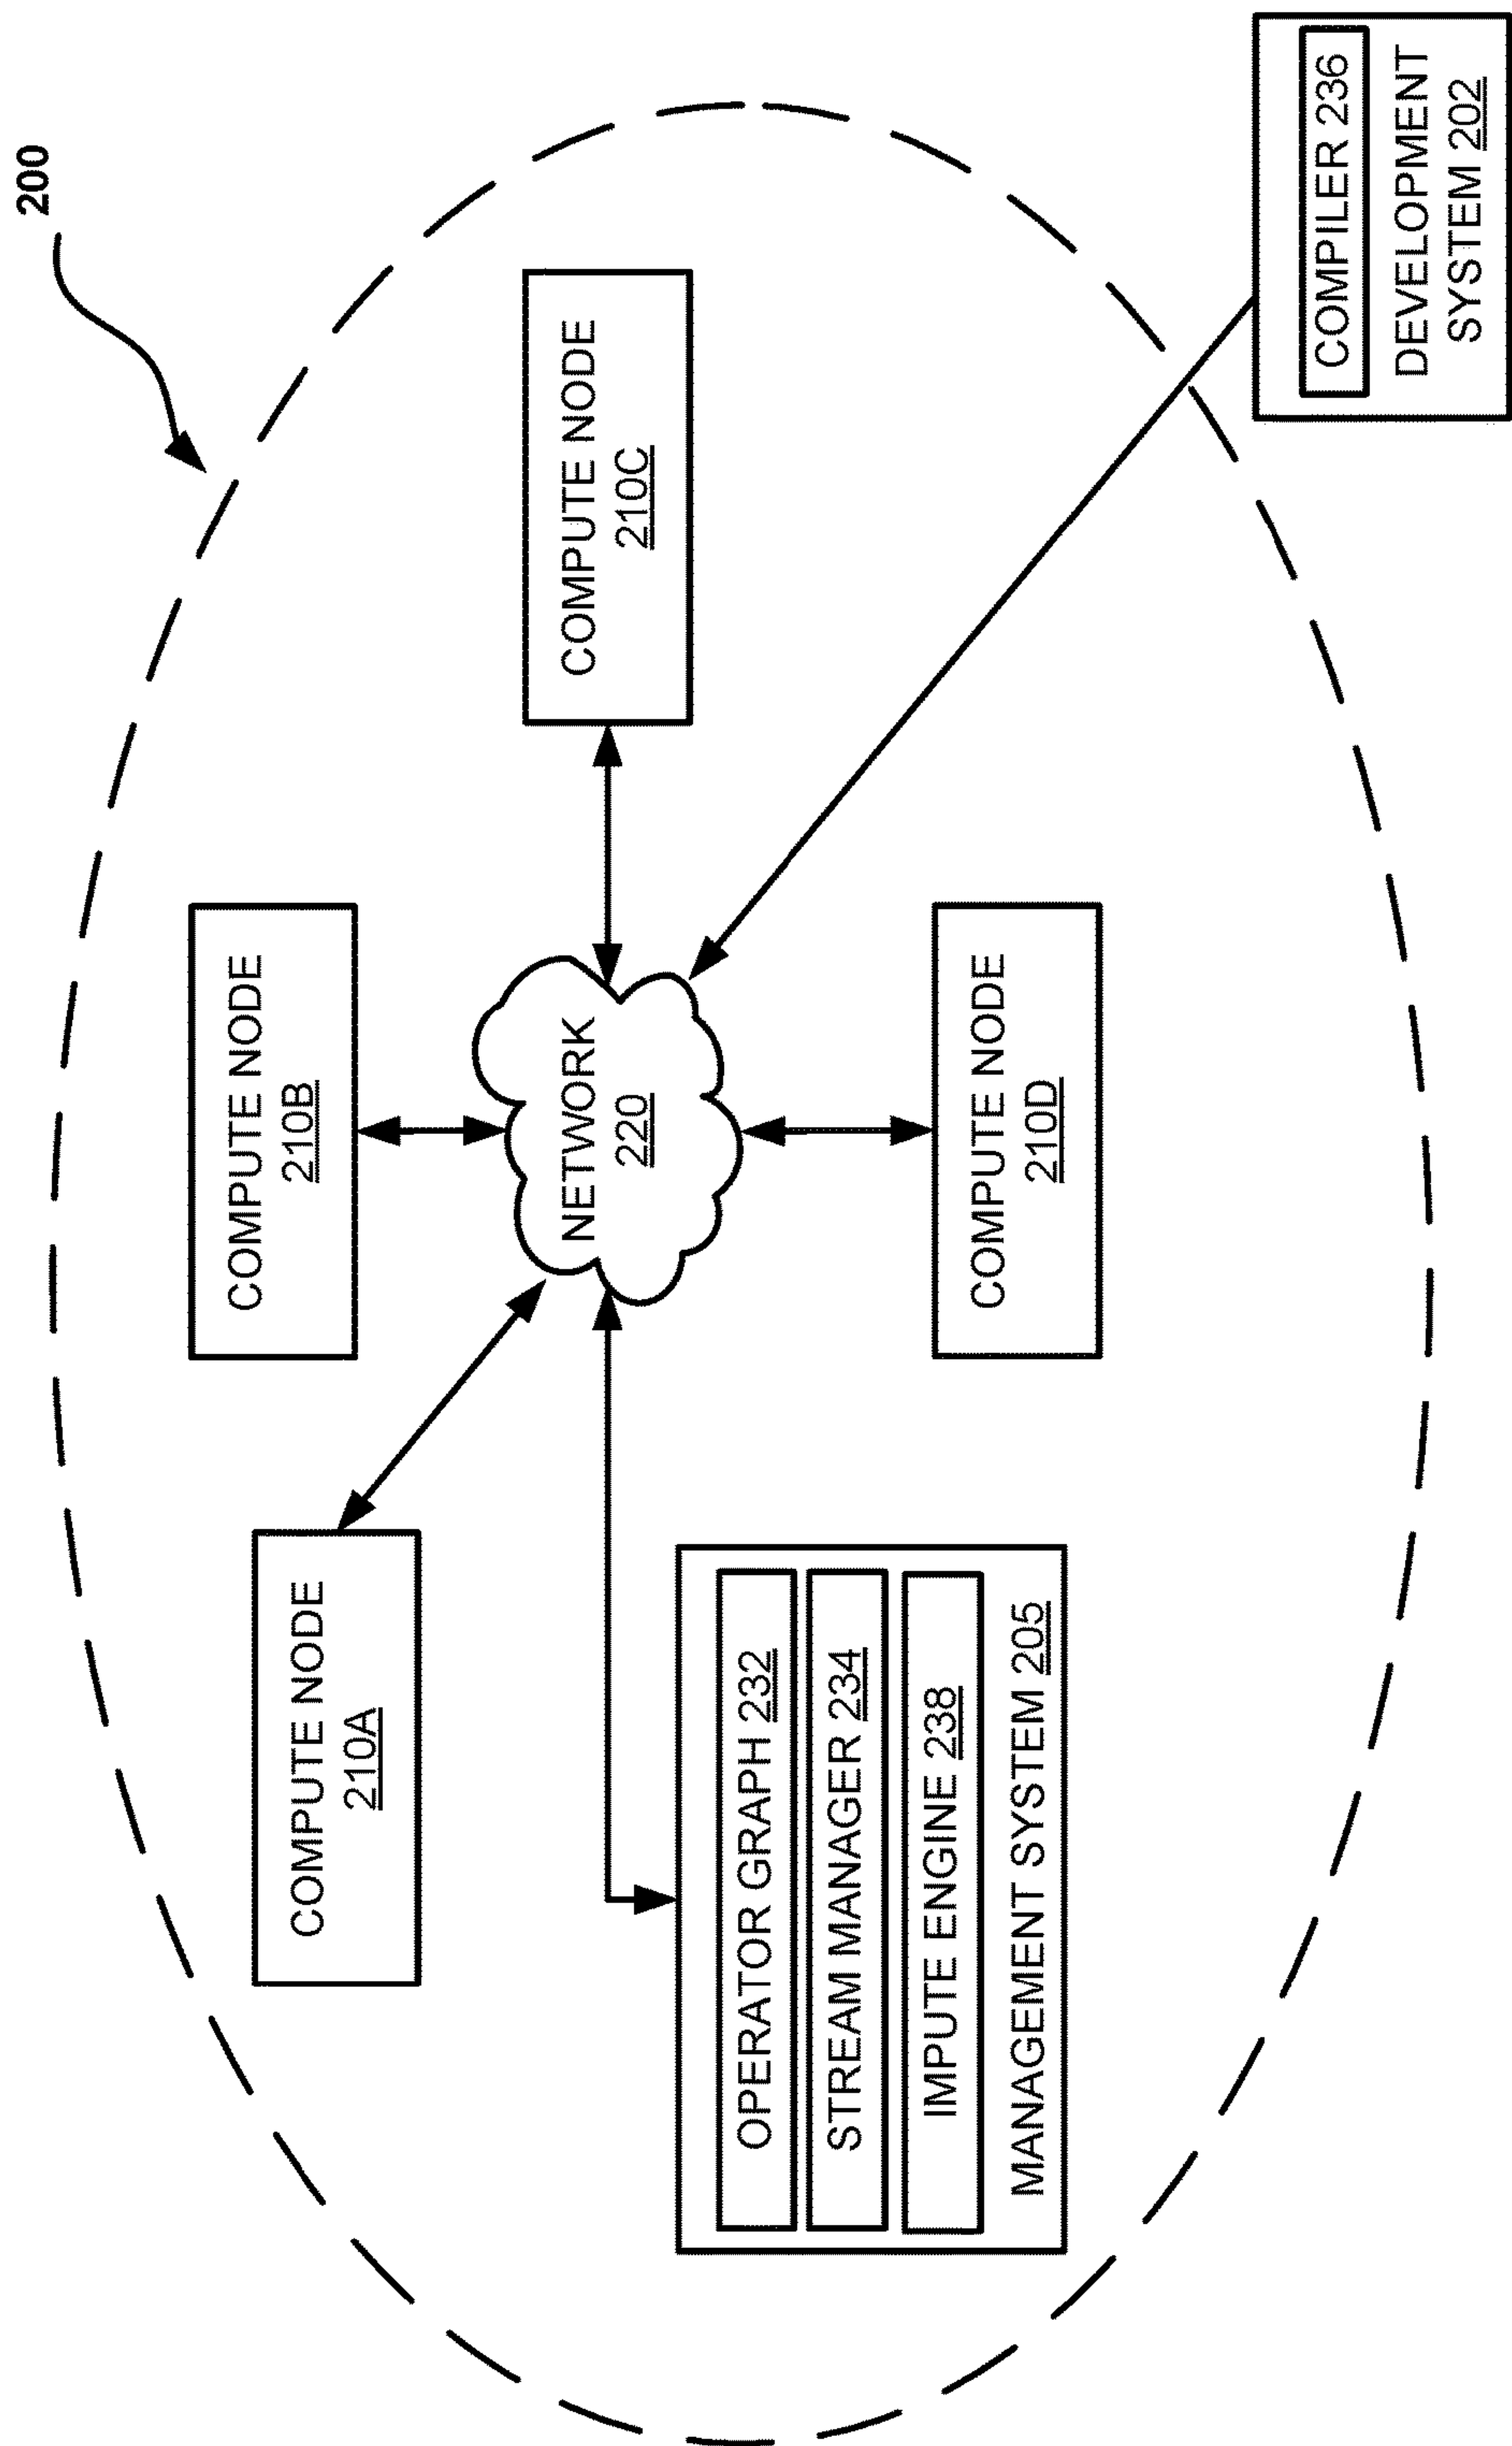 200
COMPUTE NODE
210B
COMPUTE NODE
210A
COMPUTE NODE
210C
NETWORK
220
OPERATOR GRAPH 232
STREAM MANAGER 234
IMPUTE ENGINE 238
MANAGEMENT SYSTEM 205
COMPUTE NODE
210D
COMPILER 236
DEVELOPMENT
SYSTEM 202